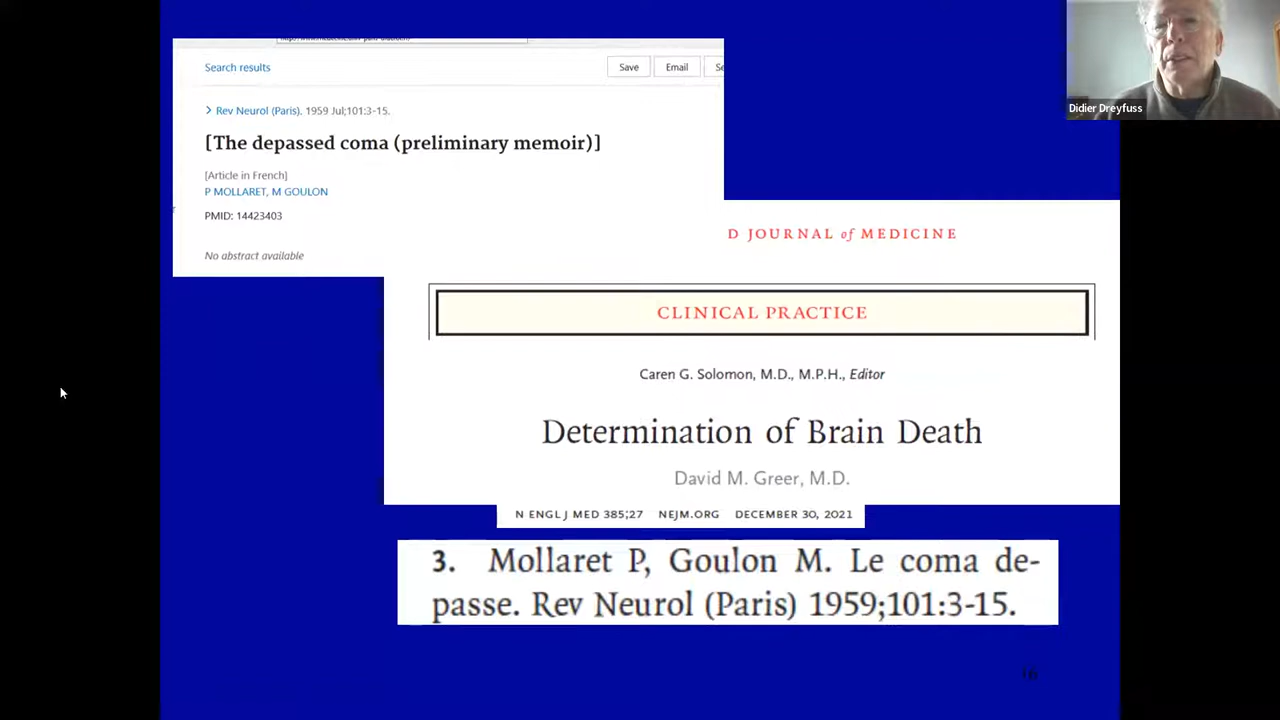 Search results
Save
Email
> Rev Neurol (Paris). 1959 Jul;101:3-15.
[The depassed coma (preliminary memoir)]
[Article in French]
P MOLLARET, M GOULON
PMID: 14423403
No abstract available
Didier Dreyfuss
D JOURNAL of MEDICINE
CLINICAL PRACTICE
Caren G. Solomon, M.D., M.P.H., Editor
Determination of Brain Death
David M. Greer, M.D.
N ENGL J MED 385;27 NEJM.ORG DECEMBER 30, 2021
3. Mollaret P, Goulon M. Le coma de-
passe. Rev Neurol (Paris) 1959;101:3-15.
16